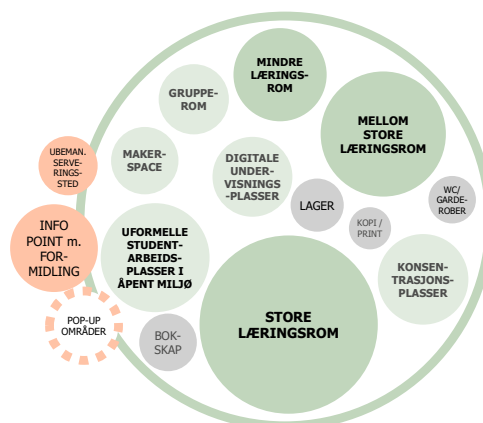 MINDRE
LÆRINGS-
ROM
GRUPPE-
ROM
MELLOM
STORE
LÆRINGSROM
UBEMAN.
SERVE-
RINGS-
STED
MAKER-
SPACE
DIGITALE
UNDER-
VISNINGS
-PLASSER
LAGER
WC/
GARDE-
ROBER
KOPI /
PRINT
INFO
POINT m.
FOR-
MIDLING
UFORMELLE
STUDENT-
ARBEIDS-
PLASSER I
ÅPENT MILJØ
KONSEN-
TRASJONS-
PLASSER
POP-UP
OMRÅDER
STORE
LÆRINGSROM
BOK-
SKAP